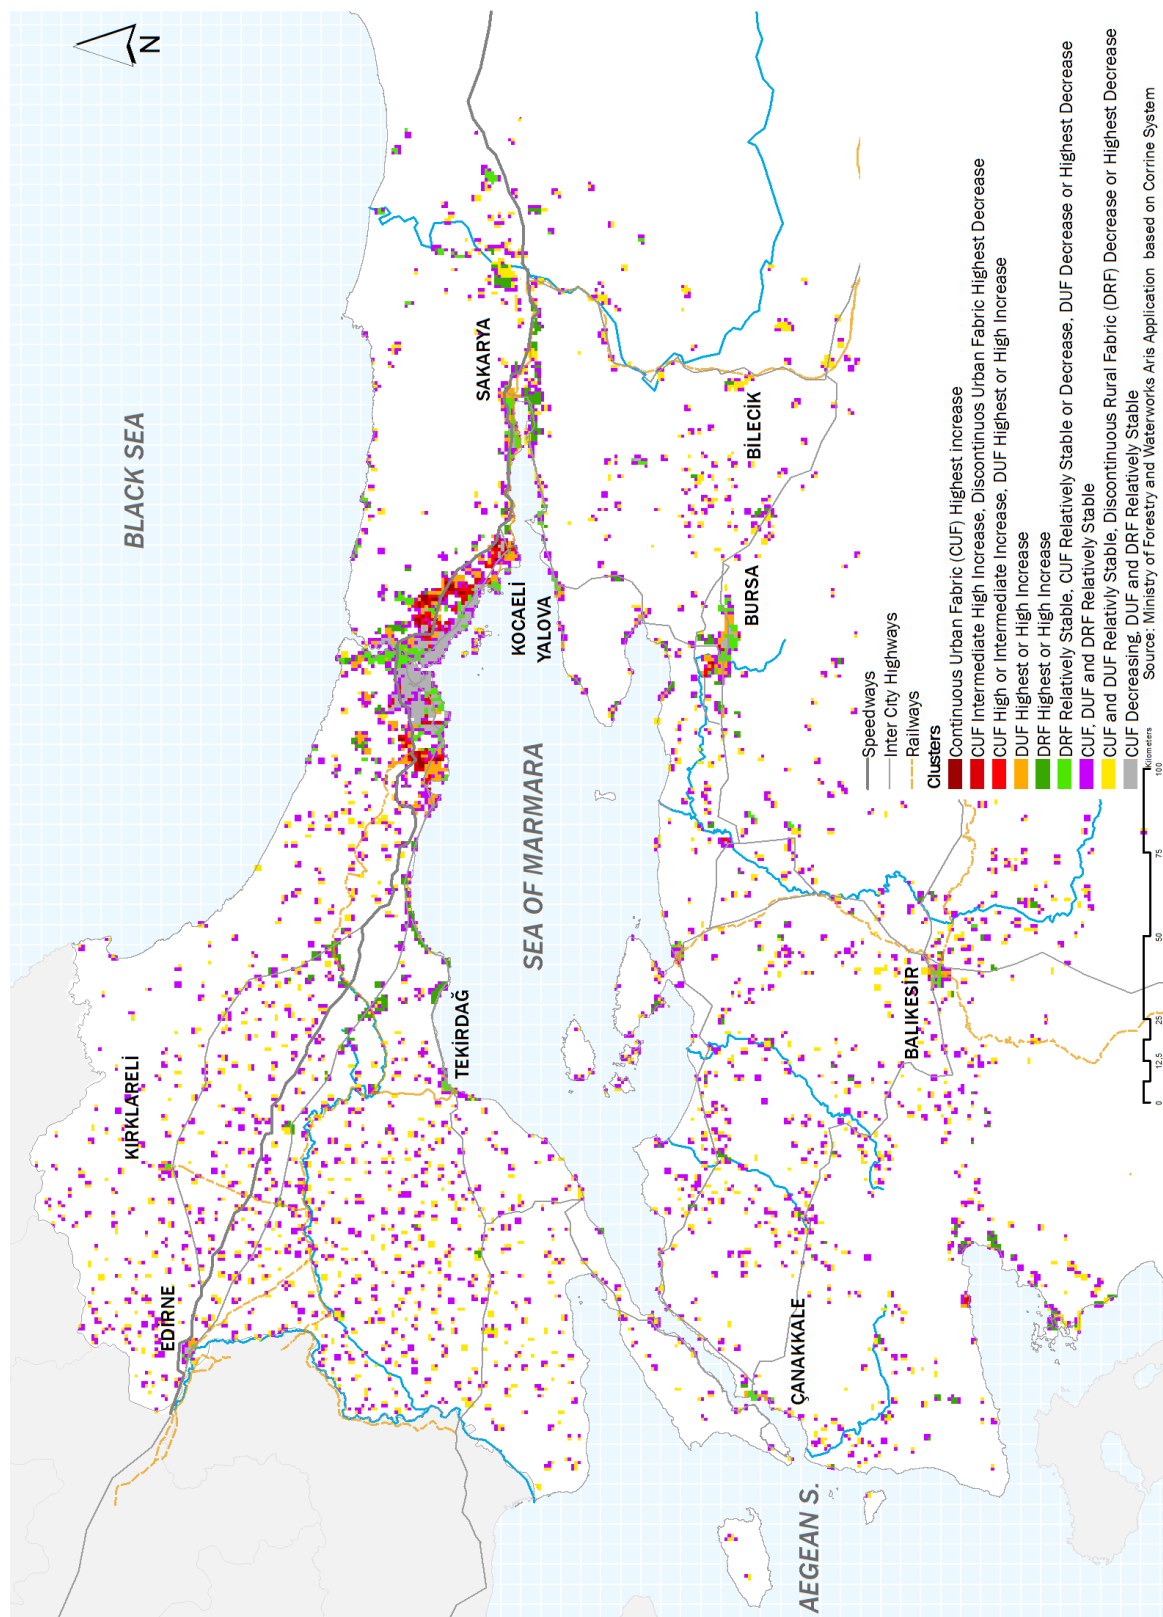 N
BLACK SEA
KIRKLARELİ
EDİRNE
SAKARYA
TEKİRDAĞ
KOCAELİ
YALOVA
SEA OF MARMARA
BİLECİK
BURSA
ÇANAKKALE
BALIKESİR
AEGEAN S.
Speedways
Inter City Highways
Railways
Clusters
Continuous Urban Fabric (CUF) Highest increase
CUF Intermediate High Increase, Discontinuos Urban Fabric Highest Decrease
CUF High or Intermediate Increase, DUF Highest or High Increase
DUF Highest or High Increase
DRF Highest or High Increase
DRF Relatively Stable, CUF Relatively Stable or Decrease, DUF Decrease or Highest Decrease
CUF, DUF and DRF Relatively Stable
CUF and DUF Relativly Stable, Discontinuous Rural Fabric (DRF) Decrease or Highest Decrease
CUF Decreasing, DUF and DRF Relatively Stable
Source: Ministry of Forestry and Waterworks Aris Application based on Corrine System
Kilometers
0 12,5 25 50 75 100